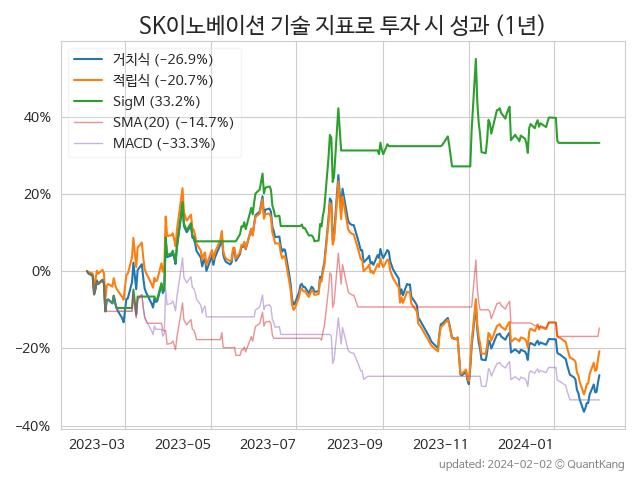 SK이노베이션 기술 지표로 투자 시 성과 (1년)
거치식 (−26.9%)
적립식 (−20.7%)
SigM (33.2%)
SMA(20) (−14.7%)
MACD (−33.3%)
40%
20%
0%
−20%
−40%
2023−03 2023−05 2023−07 2023−09 2023−11 2024−01
updated: 2024-02-02 © QuantKang